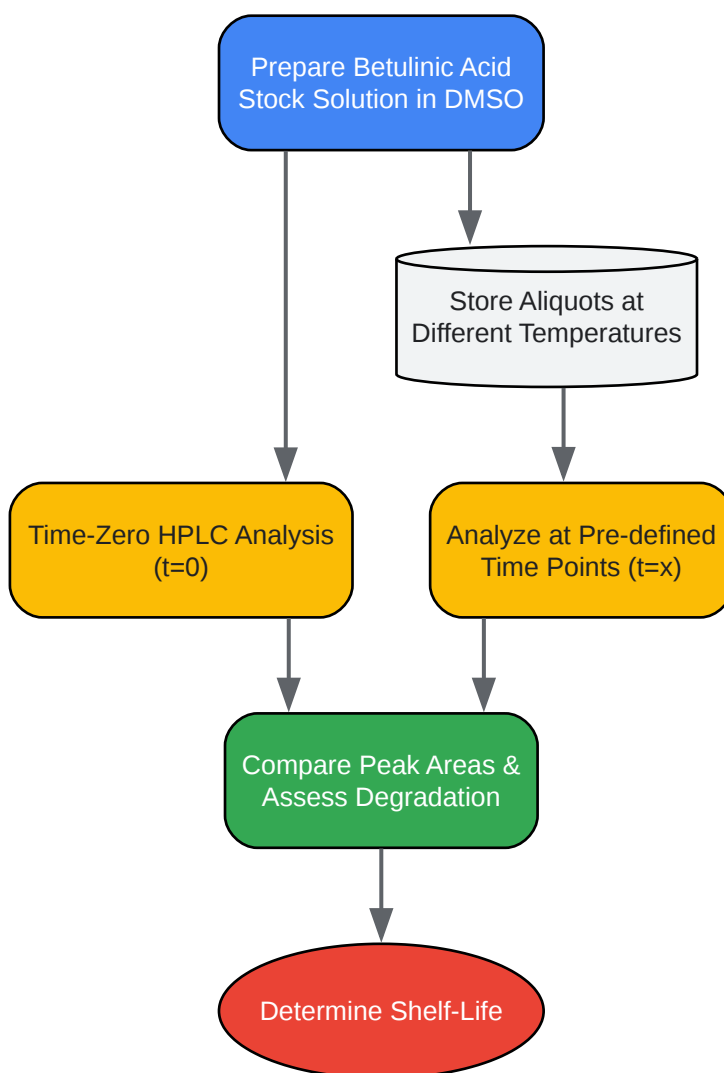 Prepare Betulinic Acid
Stock Solution in DMSO
Store Aliquots at
Different Temperatures
Time-Zero HPLC Analysis
(t=0)
Analyze at Pre-defined
Time Points (t=x)
Compare Peak Areas &
Assess Degradation
Determine Shelf-Life